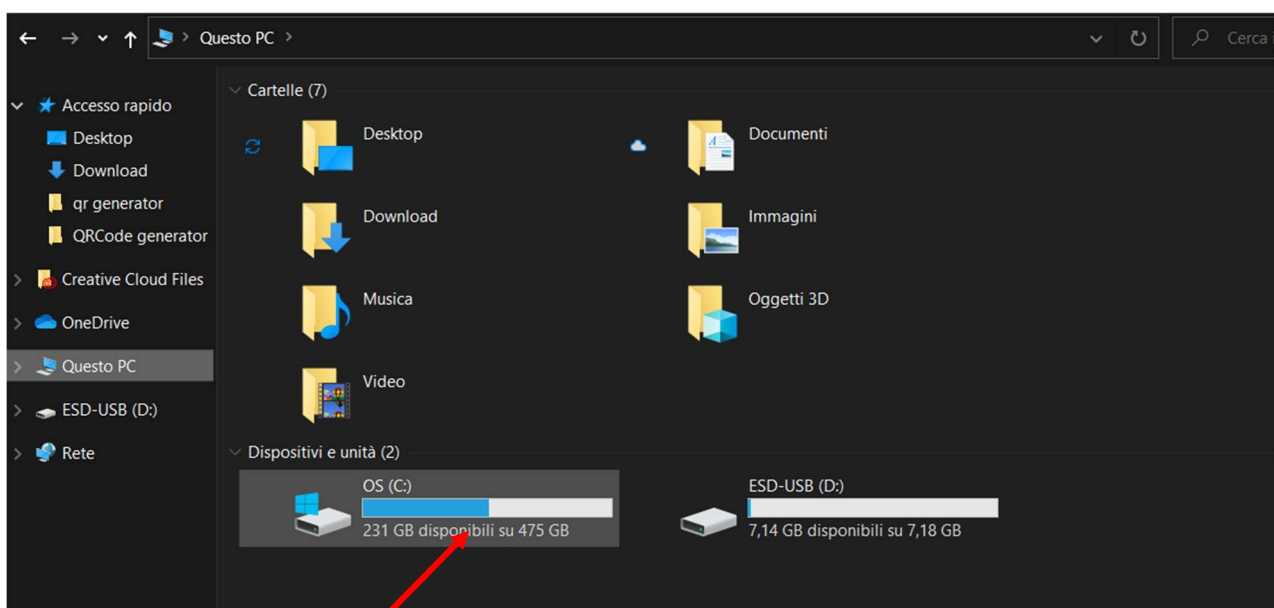 Questo PC
Cerca
Accesso rapido
Desktop
Download
qr generator
QRCode generator
Creative Cloud Files
OneDrive
Questo PC
ESD-USB (D:)
Rete
Cartelle (7)
Desktop
Documenti
Download
Immagini
Musica
Oggetti 3D
Video
Dispositivi e unità (2)
OS (C:)
231 GB disponibili su 475 GB
ESD-USB (D:)
7,14 GB disponibili su 7,18 GB